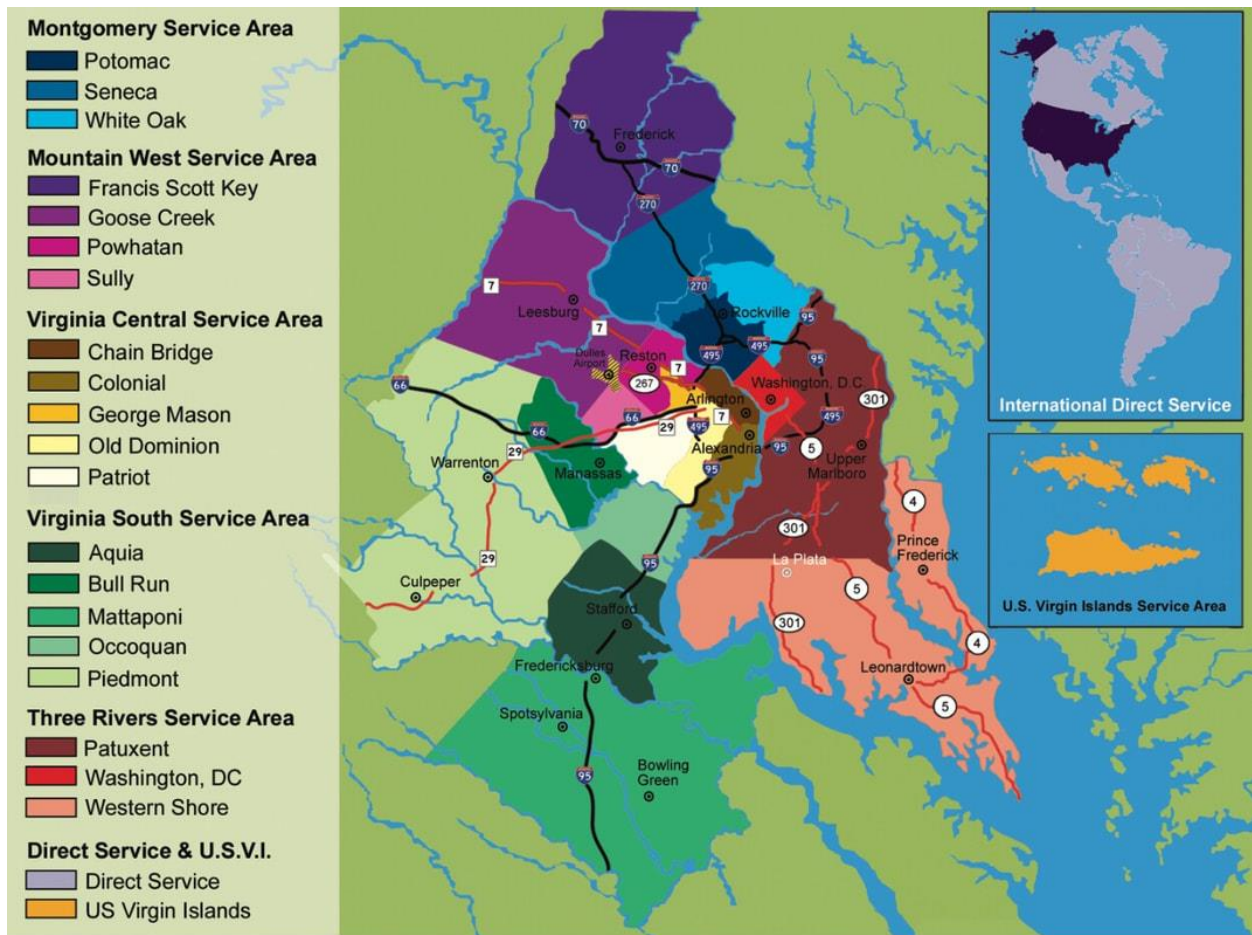 Montgomery Service Area
Potomac
Seneca
White Oak
Mountain West Service Area
Francis Scott Key
Goose Creek
Powhatan
Sully
Virginia Central Service Area
Chain Bridge
Colonial
George Mason
Old Dominion
Patriot
Virginia South Service Area
Aquia
Bull Run
Mattaponi
Occoquan
Piedmont
Three Rivers Service Area
Patuxent
Washington, DC
Western Shore
Direct Service & U.S.V.I.
Direct Service
US Virgin Islands
70
Frederick
70
270
7
270
Leesburg
Rockville
7
95
495
495
95
Dulles
Airport
Reston
7
267
Washington, D.C.
66
301
Arlington
66
7
495
29
495
66
Alexandria
95
5
29
Upper
Marlboro
Warrenton
Manassas
95
4
301
Prince
Frederick
29
95
La Plata
Culpeper
5
Stafford
301
4
Fredericksburg
Leonardtown
Spotsylvania
5
95
Bowling
Green
International Direct Service
U.S. Virgin Islands Service Area